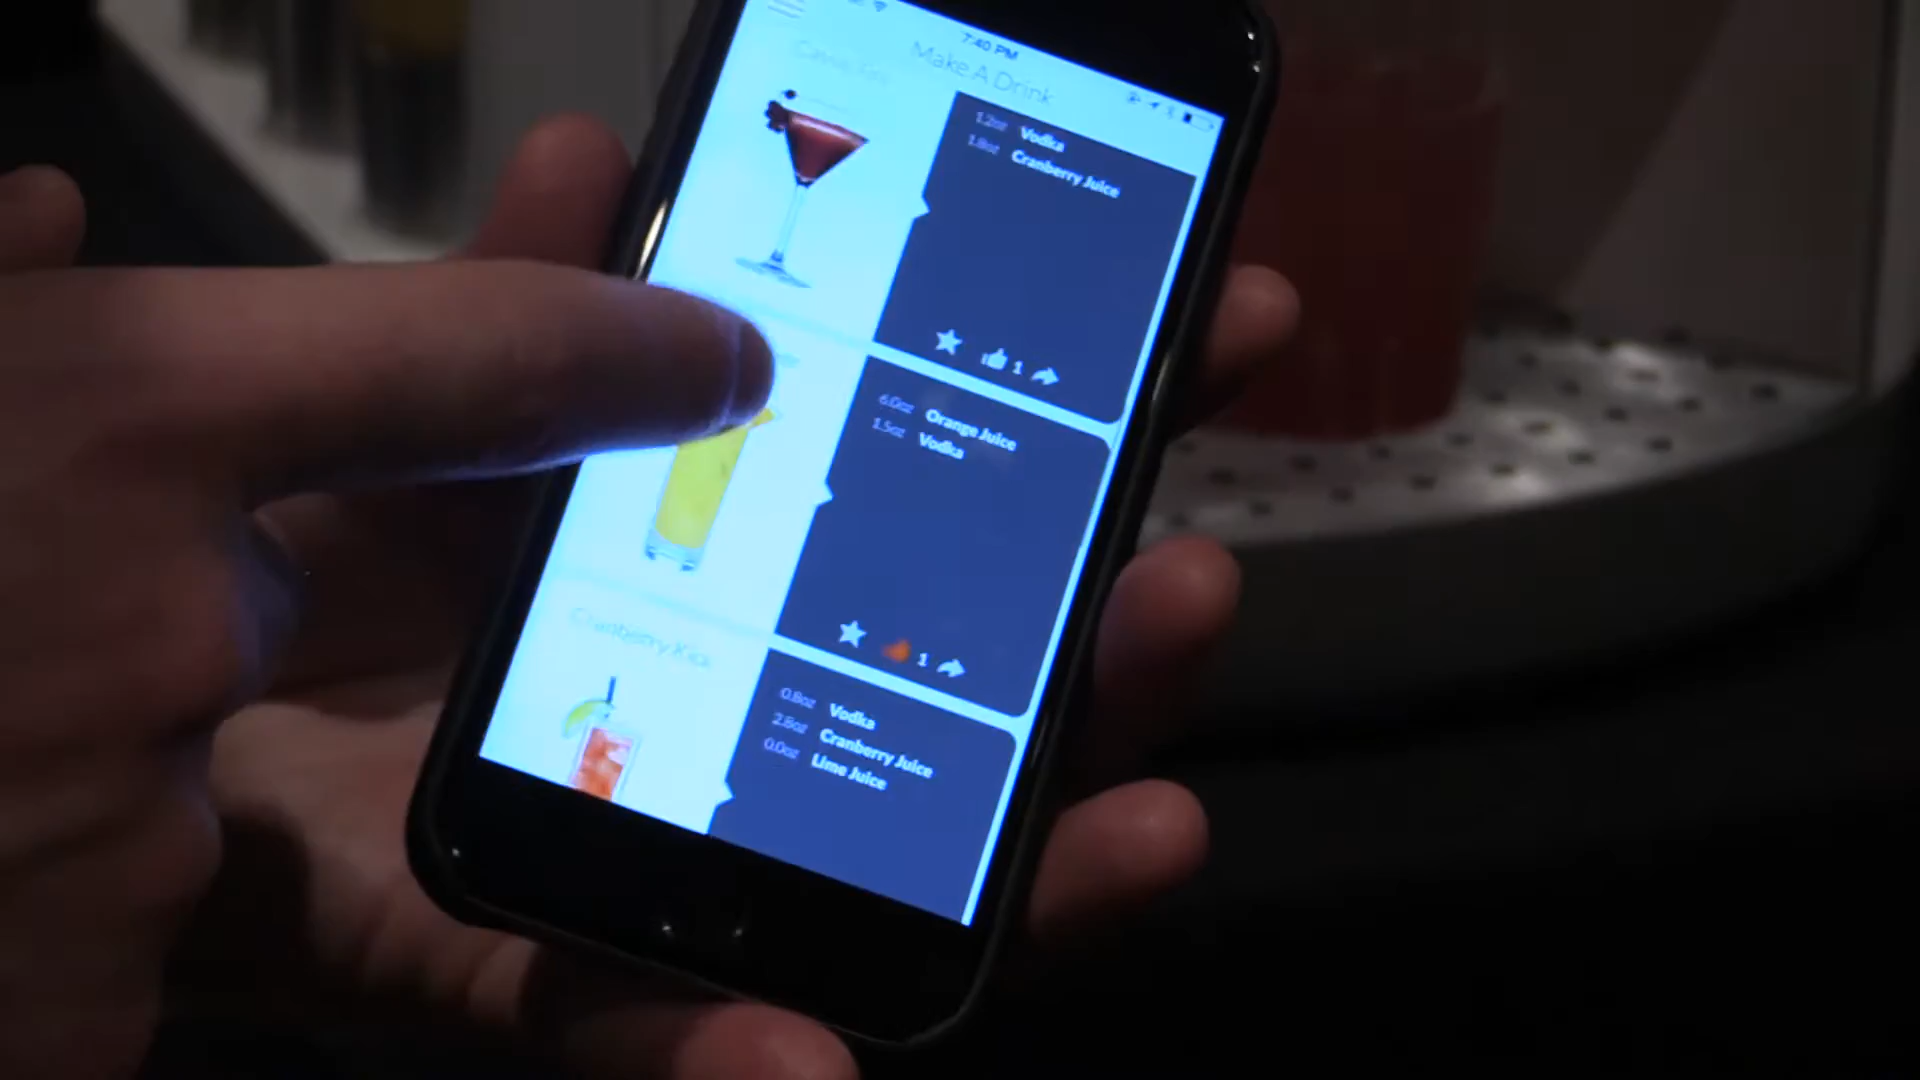 7:40 PM
Make A Drink
1.2oz Vodka
1.8oz Cranberry Juice
1
6.0oz Orange Juice
1.5oz Vodka
1
Cranberry Kick
0.8oz Vodka
2.8oz Cranberry Juice
0.0oz Lime Juice